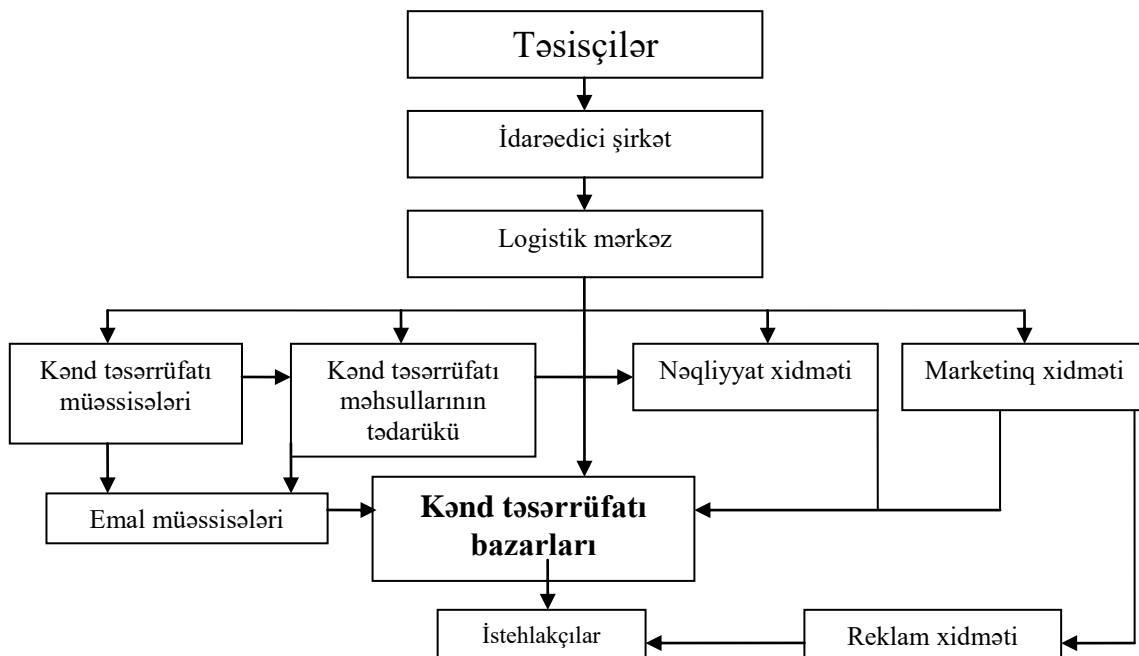 Təsisçilər
İdarəedici şirkət
Logistik mərkəz
Kənd təsərrüfatı
müəssisələri
Kənd təsərrüfatı
məhsullarının
tədarükü
Nəqliyyat xidməti
Marketinq xidməti
Emal müəssisələri
Kənd təsərrüfatı
bazarları
İstehlakçılar
Reklam xidməti